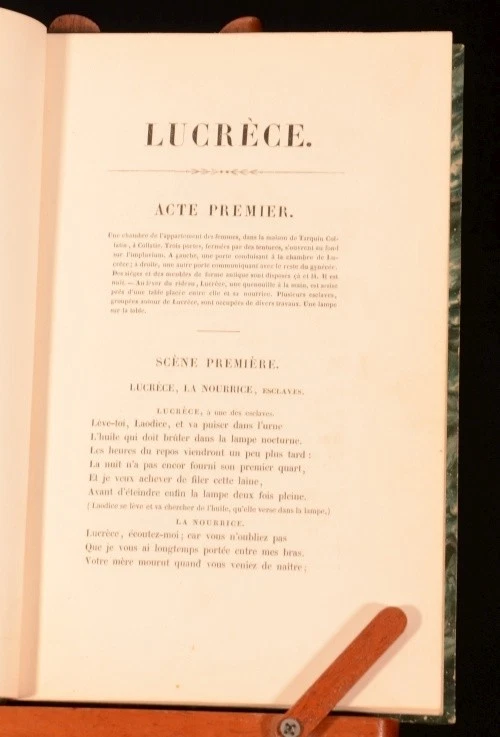 LUCRÈCE.
ACTE PREMIER.
Une chambre de l'appartement des femmes, dans la maison de Tarquin Col-
latin, à Collatie. Trois portes, fermées par des tentures, s'ouvrent au fond
sur l'impluvium. A gauche, une porte conduisant à la chambre de Lu-
crèce; à droite, une autre porte communiquant avec le reste du gynécée.
Des sièges et des meubles de forme antique sont disposés çà et là. Il est
nuit. — Au lever du rideau, Lucrèce, une quenouille à la main, est assise
près d'une table placée entre elle et sa nourrice. Plusieurs esclaves,
groupées autour de Lucrèce, sont occupées de divers travaux. Une lampe
sur la table.
SCÈNE PREMIÈRE.
LUCRÈCE, LA NOURRICE, ESCLAVES.
LUCRÈCE, à une des esclaves.
Lève-toi, Laodice, et va puiser dans l'urne
L'huile qui doit brûler dans la lampe nocturne.
Les heures du repos viendront un peu plus tard :
La nuit n'a pas encor fourni son premier quart,
Et je veux achever de filer cette laine,
Avant d'éteindre enfin la lampe deux fois pleine.
(Laodice se lève et va chercher de l'huile, qu'elle verse dans la lampe.)
LA NOURRICE.
Lucrèce, écoutez-moi; car vous n'oubliez pas
Que je vous ai longtemps portée entre mes bras.
Votre mère mourut quand vous veniez de naître;